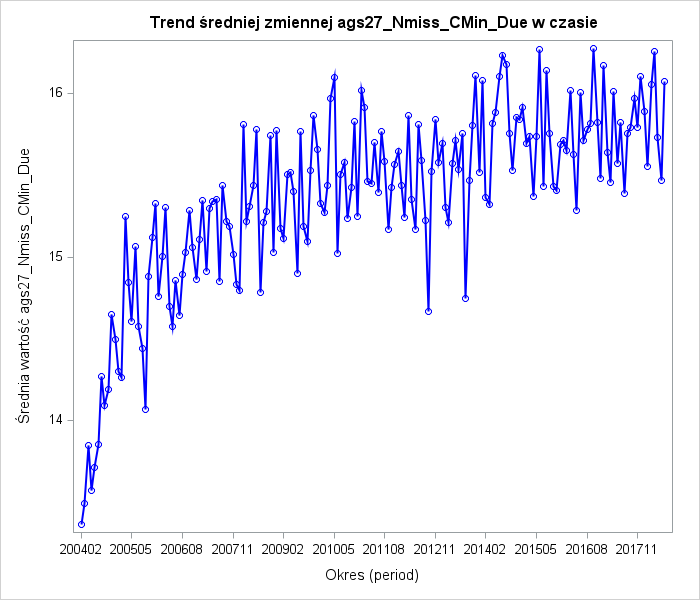 Trend średniej zmiennej ags27_Nmiss_CMin_Due w czasie
Średnia wartość ags27_Nmiss_CMin_Due
16
15
14
200402 200505 200608 200711 200902 201005 201108 201211 201402 201505 201608 201711
Okres (period)